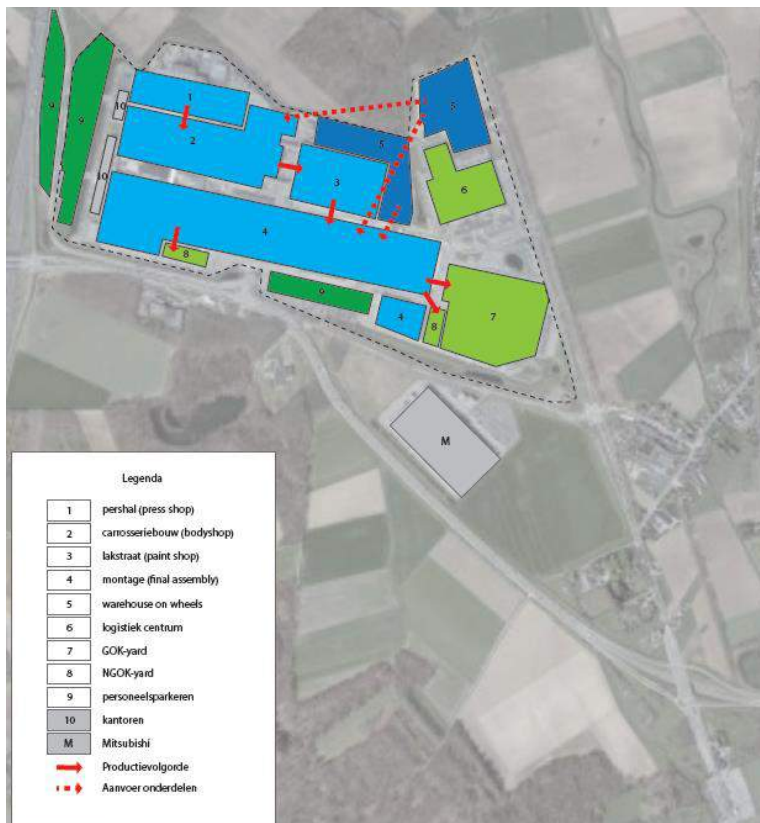 1
9
10
9
2
5
5
10
3
6
4
8
9
4
8
7
M
Legenda
1 pershal (press shop)
2 carrosseriebouw (bodyshop)
3 lakstraat (paint shop)
4 montage (final assembly)
5 warehouse on wheels
6 logistiek centrum
7 GOK-yard
8 NGOK-yard
9 personeelsparkeren
10 kantoren
M Mitsubishi
Productievolgorde
Aanvoer onderdelen